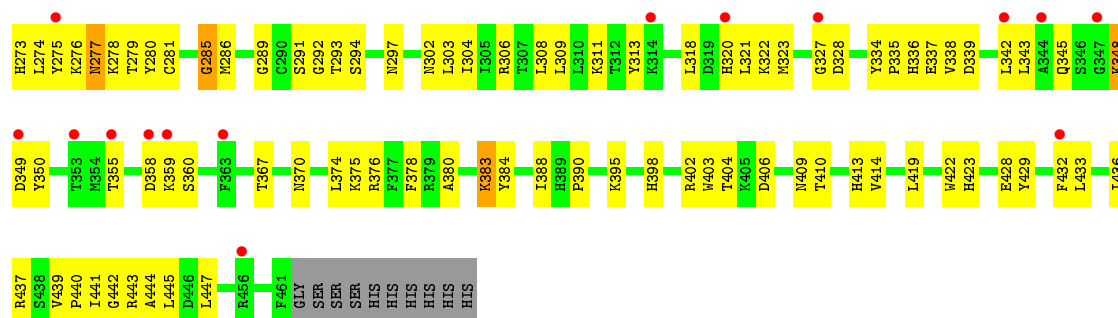 H273 L274 Y275 K276 N277 K278 T279 Y280 C281 G285 M286 G289 C290 S291 G292 T293 S294 N297 N302 L303 I304 I305 R306 T307 L308 L309 L310 K311 T312 Y313 K314 L318 D319 H320 L321 K322 M323 G327 D328 Y334 P335 H336 E337 V338 D339 L342 L343 A344 Q345 S346 G347 K348
D349 Y350 T353 M354 T355 D358 K359 S360 F363 T367 N370 L374 K375 R376 F377 F378 R379 A380 K383 Y384 I388 H389 P390 K395 H398 R402 W403 T404 K405 D406 N409 T410 H413 V414 L419 W422 H423 E428 Y429 F432 L433 I436
R437 S438 V439 P440 I441 G442 R443 A444 L445 D446 L447 R456 F461 GLY SER SER SER HIS HIS HIS HIS HIS HIS